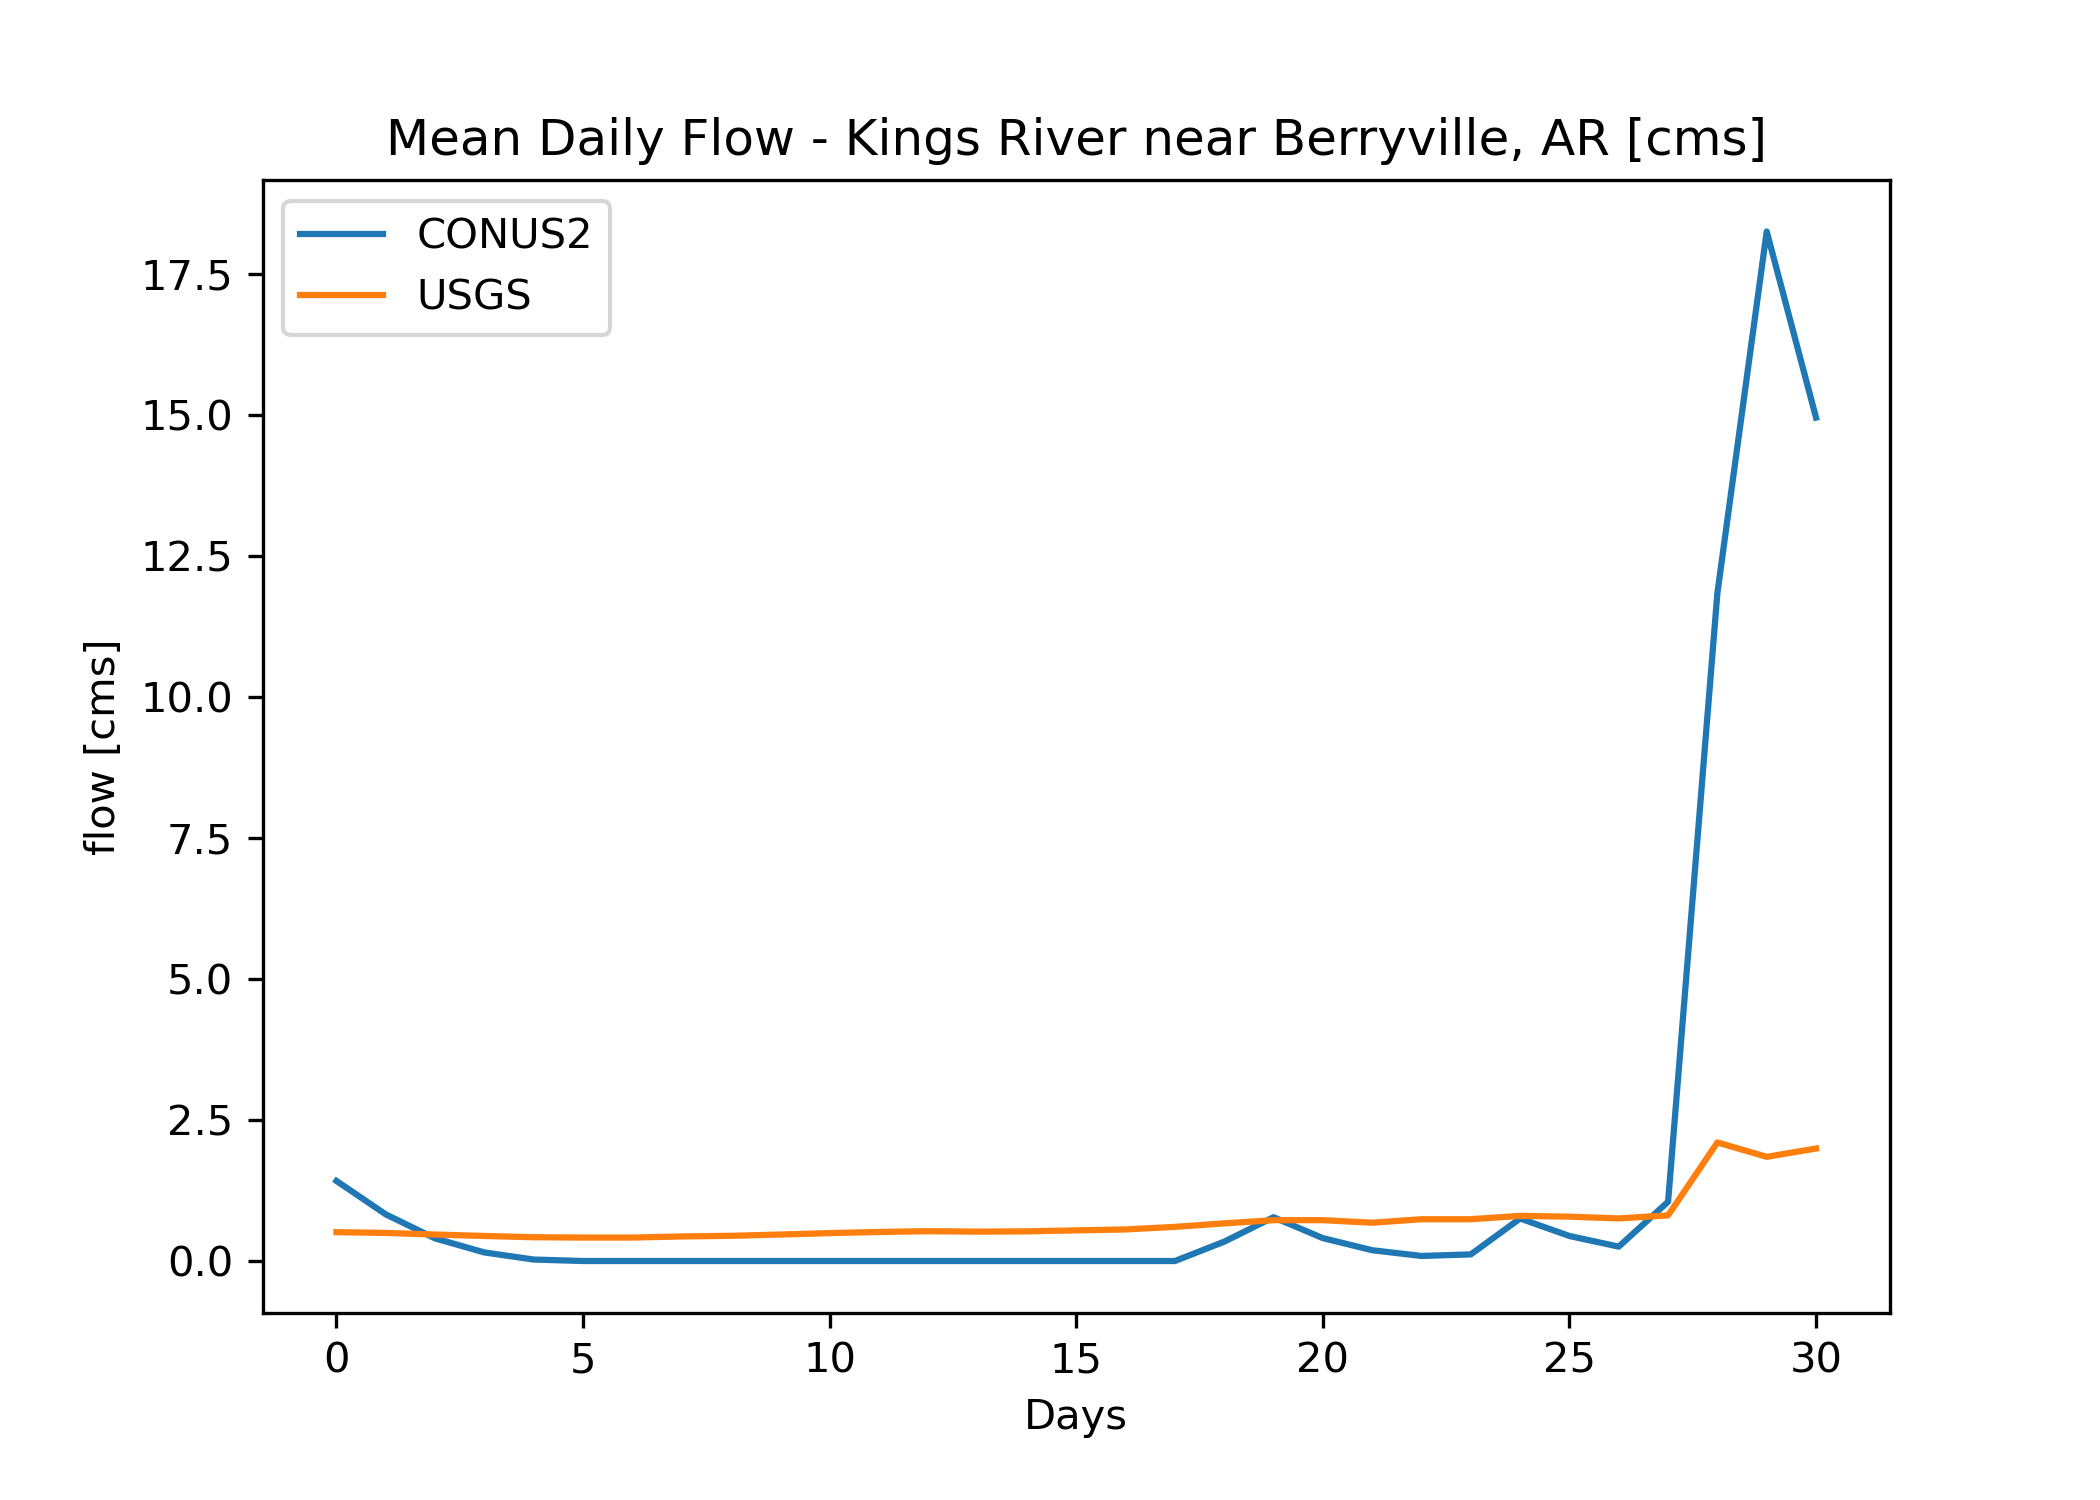 Mean Daily Flow - Kings River near Berryville, AR [cms]
CONUS2
USGS
17.5
15.0
12.5
10.0
7.5
5.0
2.5
0.0
flow [cms]
0 5 10 15 20 25 30
Days